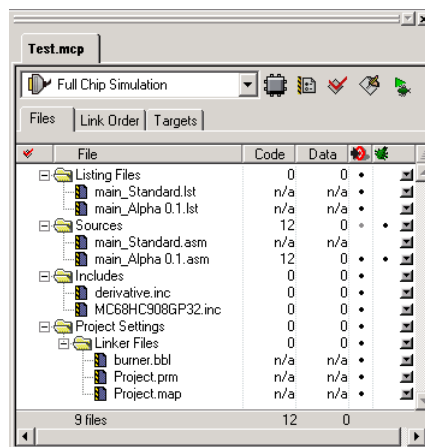 Test.mcp
Full Chip Simulation
Files Link Order Targets
File Code Data
Listing Files 0 0
main_Standard.lst n/a n/a
main_Alpha 0.1.lst n/a n/a
Sources 12 0
main_Standard.asm n/a n/a
main_Alpha 0.1.asm 12 0
Includes 0 0
derivative.inc 0 0
MC68HC908GP32.inc 0 0
Project Settings 0 0
Linker Files 0 0
burner.bbl n/a n/a
Project.prm n/a n/a
Project.map n/a n/a
9 files 12 0